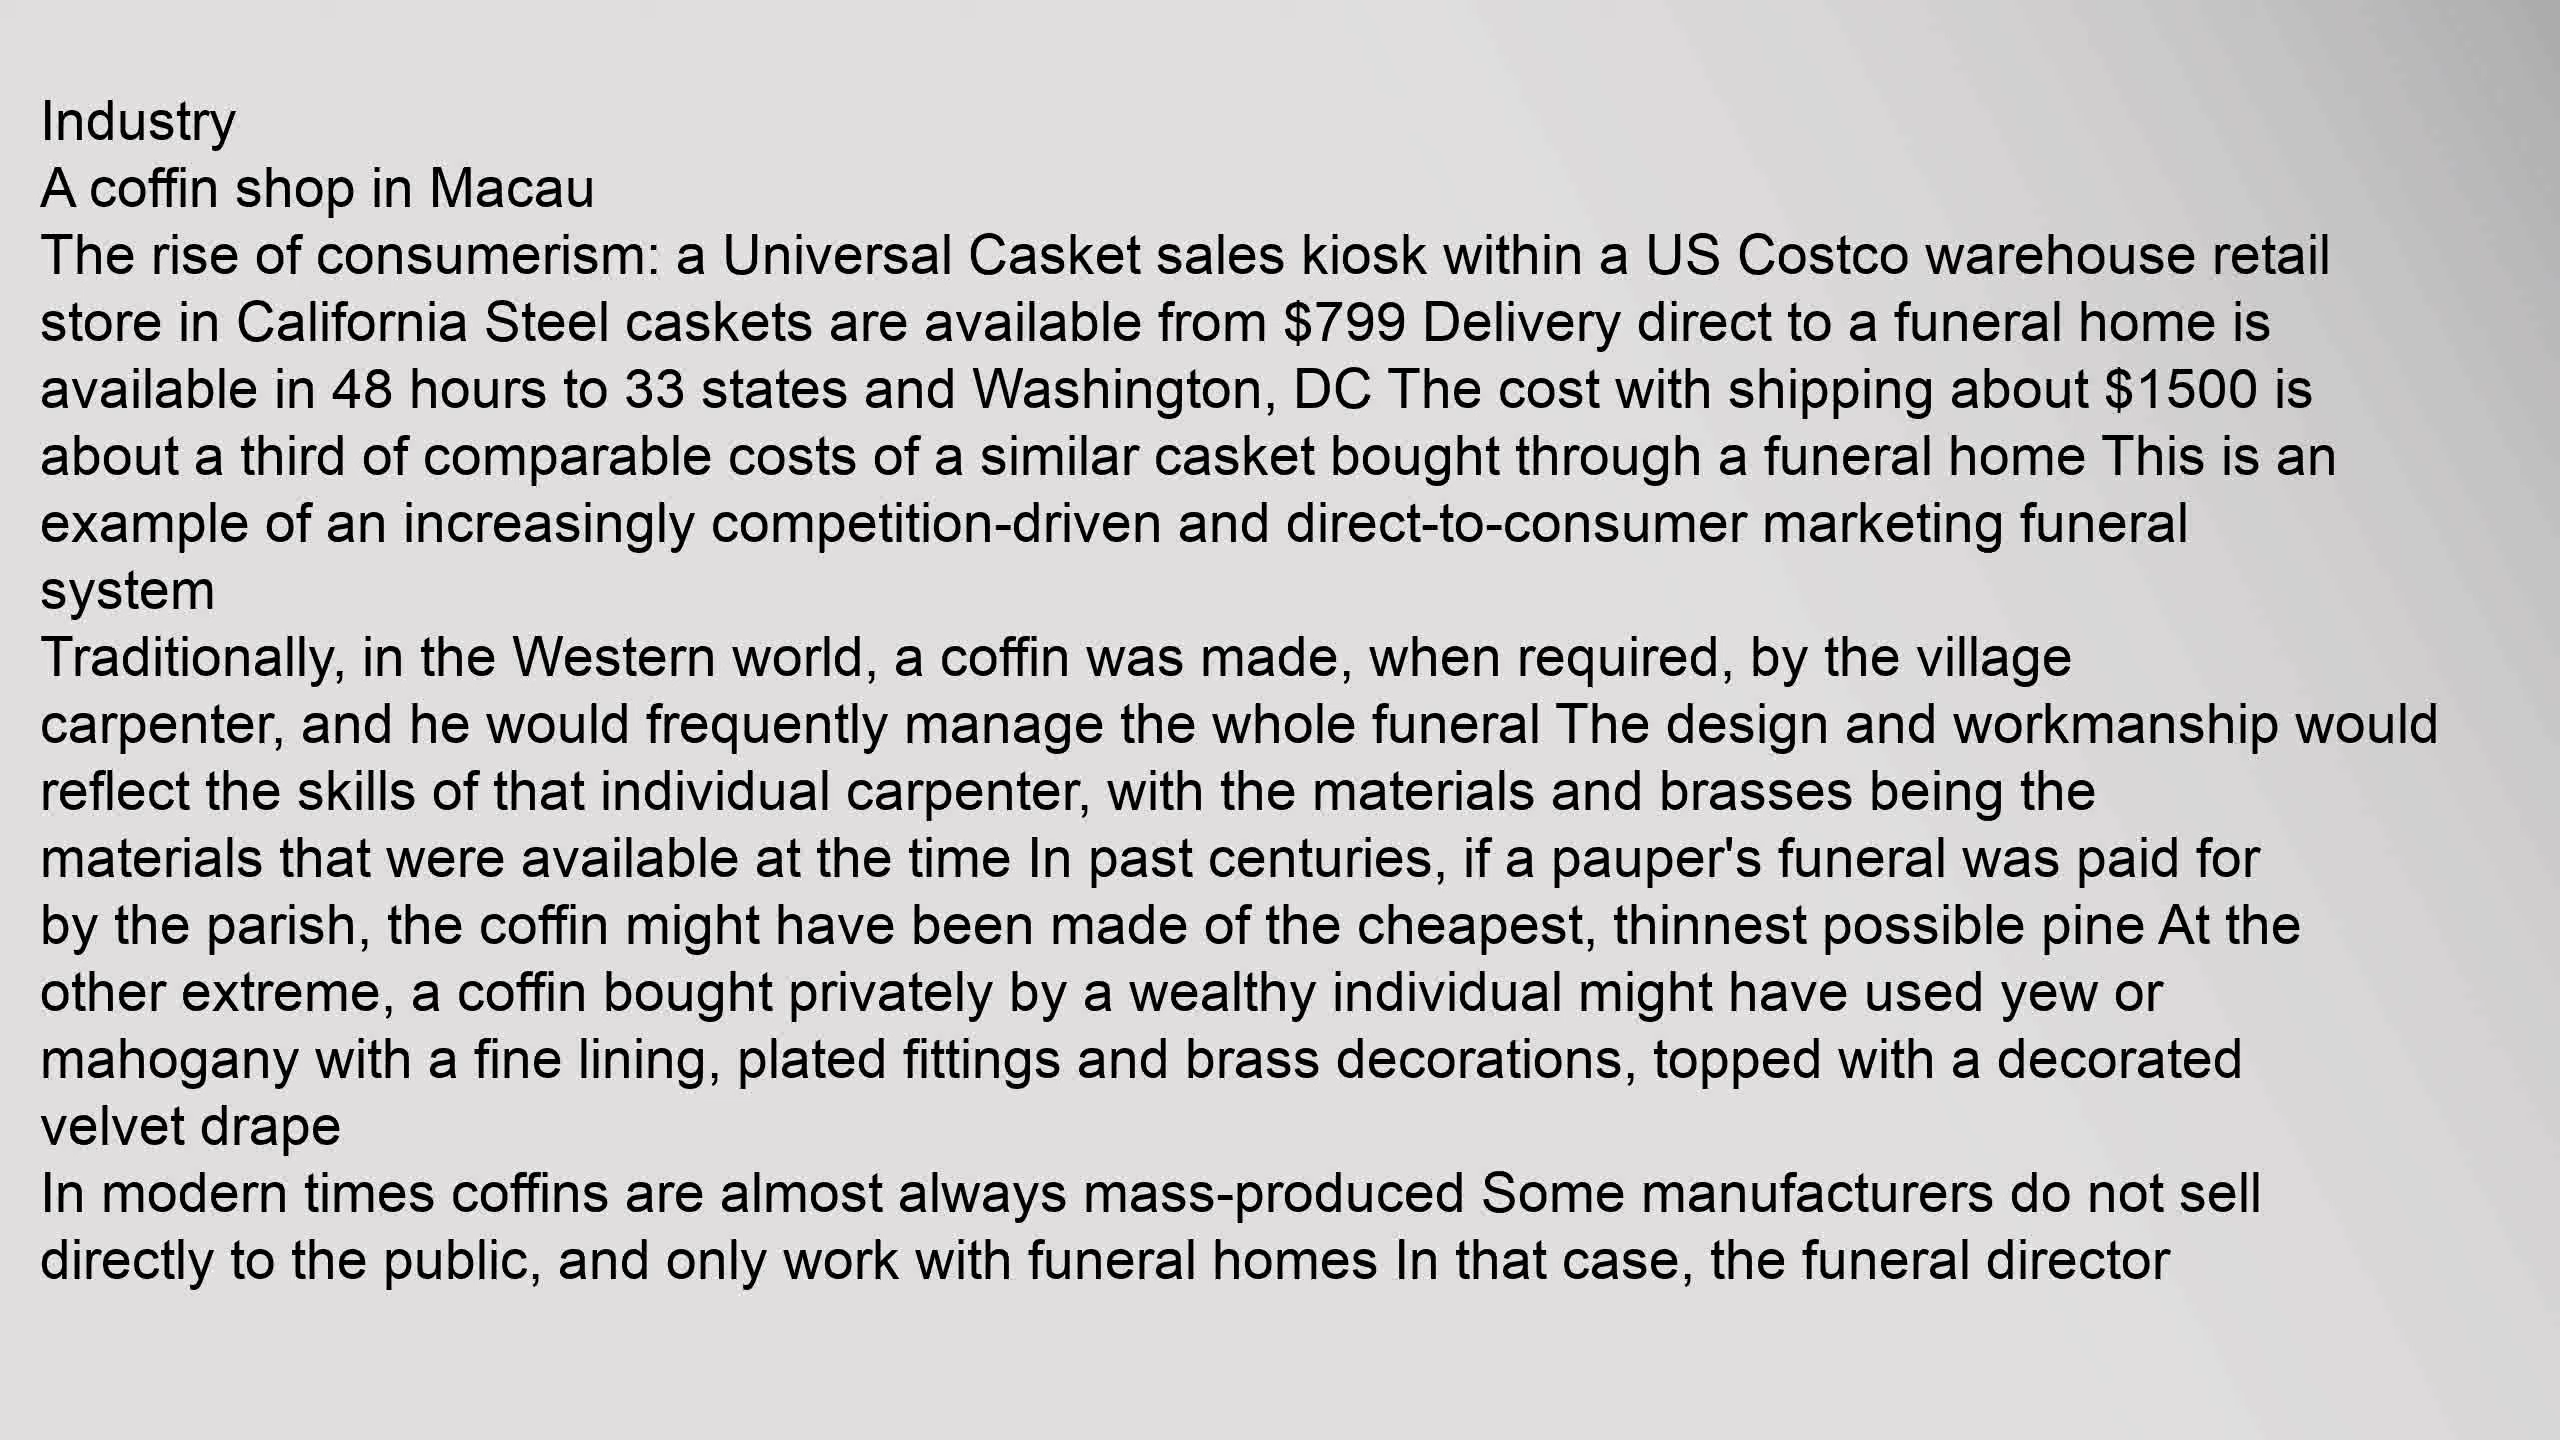 Industry
A coffin shop in Macau
The rise of consumerism: a Universal Casket sales kiosk within a US Costco warehouse retail
store in California Steel caskets are available from $799 Delivery direct to a funeral home is
available in 48 hours to 33 states and Washington, DC The cost with shipping about $1500 is
about a third of comparable costs of a similar casket bought through a funeral home This is an
example of an increasingly competition-driven and direct-to-consumer marketing funeral
system
Traditionally, in the Western world, a coffin was made, when required, by the village
carpenter, and he would frequently manage the whole funeral The design and workmanship would
reflect the skills of that individual carpenter, with the materials and brasses being the
materials that were available at the time In past centuries, if a pauper's funeral was paid for
by the parish, the coffin might have been made of the cheapest, thinnest possible pine At the
other extreme, a coffin bought privately by a wealthy individual might have used yew or
mahogany with a fine lining, plated fittings and brass decorations, topped with a decorated
velvet drape
In modern times coffins are almost always mass-produced Some manufacturers do not sell
directly to the public, and only work with funeral homes In that case, the funeral director